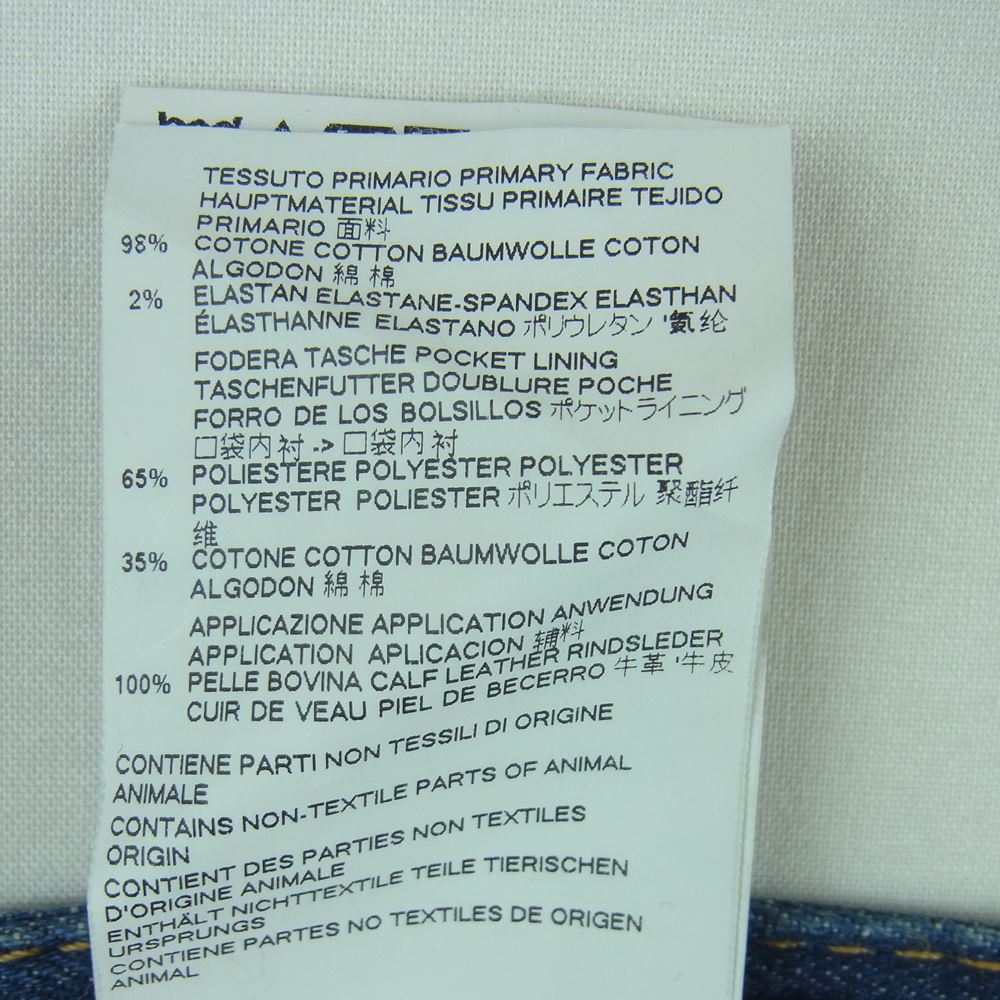 TESSUTO PRIMARIO PRIMARY FABRIC
HAUPTMATERIAL TISSU PRIMAIRE TEJIDO
PRIMARIO 面料
98% COTONE COTTON BAUMWOLLE COTON
ALGODON 綿 棉
2% ELASTAN ELASTANE-SPANDEX ELASTHAN
ÉLASTHANNE ELASTANO ポリウレタン '氨纶
FODERA TASCHE POCKET LINING
TASCHENFUTTER DOUBLURE POCHE
FORRO DE LOS BOLSILLOS ポケットライニング
口袋内衬 -> 口袋内衬
65% POLIESTERE POLYESTER POLYESTER
POLYESTER POLIESTER ポリエステル 聚酯纤
维
35% COTONE COTTON BAUMWOLLE COTON
ALGODON 綿 棉
APPLICAZIONE APPLICATION ANWENDUNG
APPLICATION APLICACION 辅料
100% PELLE BOVINA CALF LEATHER RINDSLEDER
CUIR DE VEAU PIEL DE BECERRO 牛革 '牛皮
CONTIENE PARTI NON TESSILI DI ORIGINE
ANIMALE
CONTAINS NON-TEXTILE PARTS OF ANIMAL
ORIGIN
CONTIENT DES PARTIES NON TEXTILES
D'ORIGINE ANIMALE
ENTHÄLT NICHTTEXTILE TEILE TIERISCHEN
URSPRUNGS
CONTIENE PARTES NO TEXTILES DE ORIGEN
ANIMAL